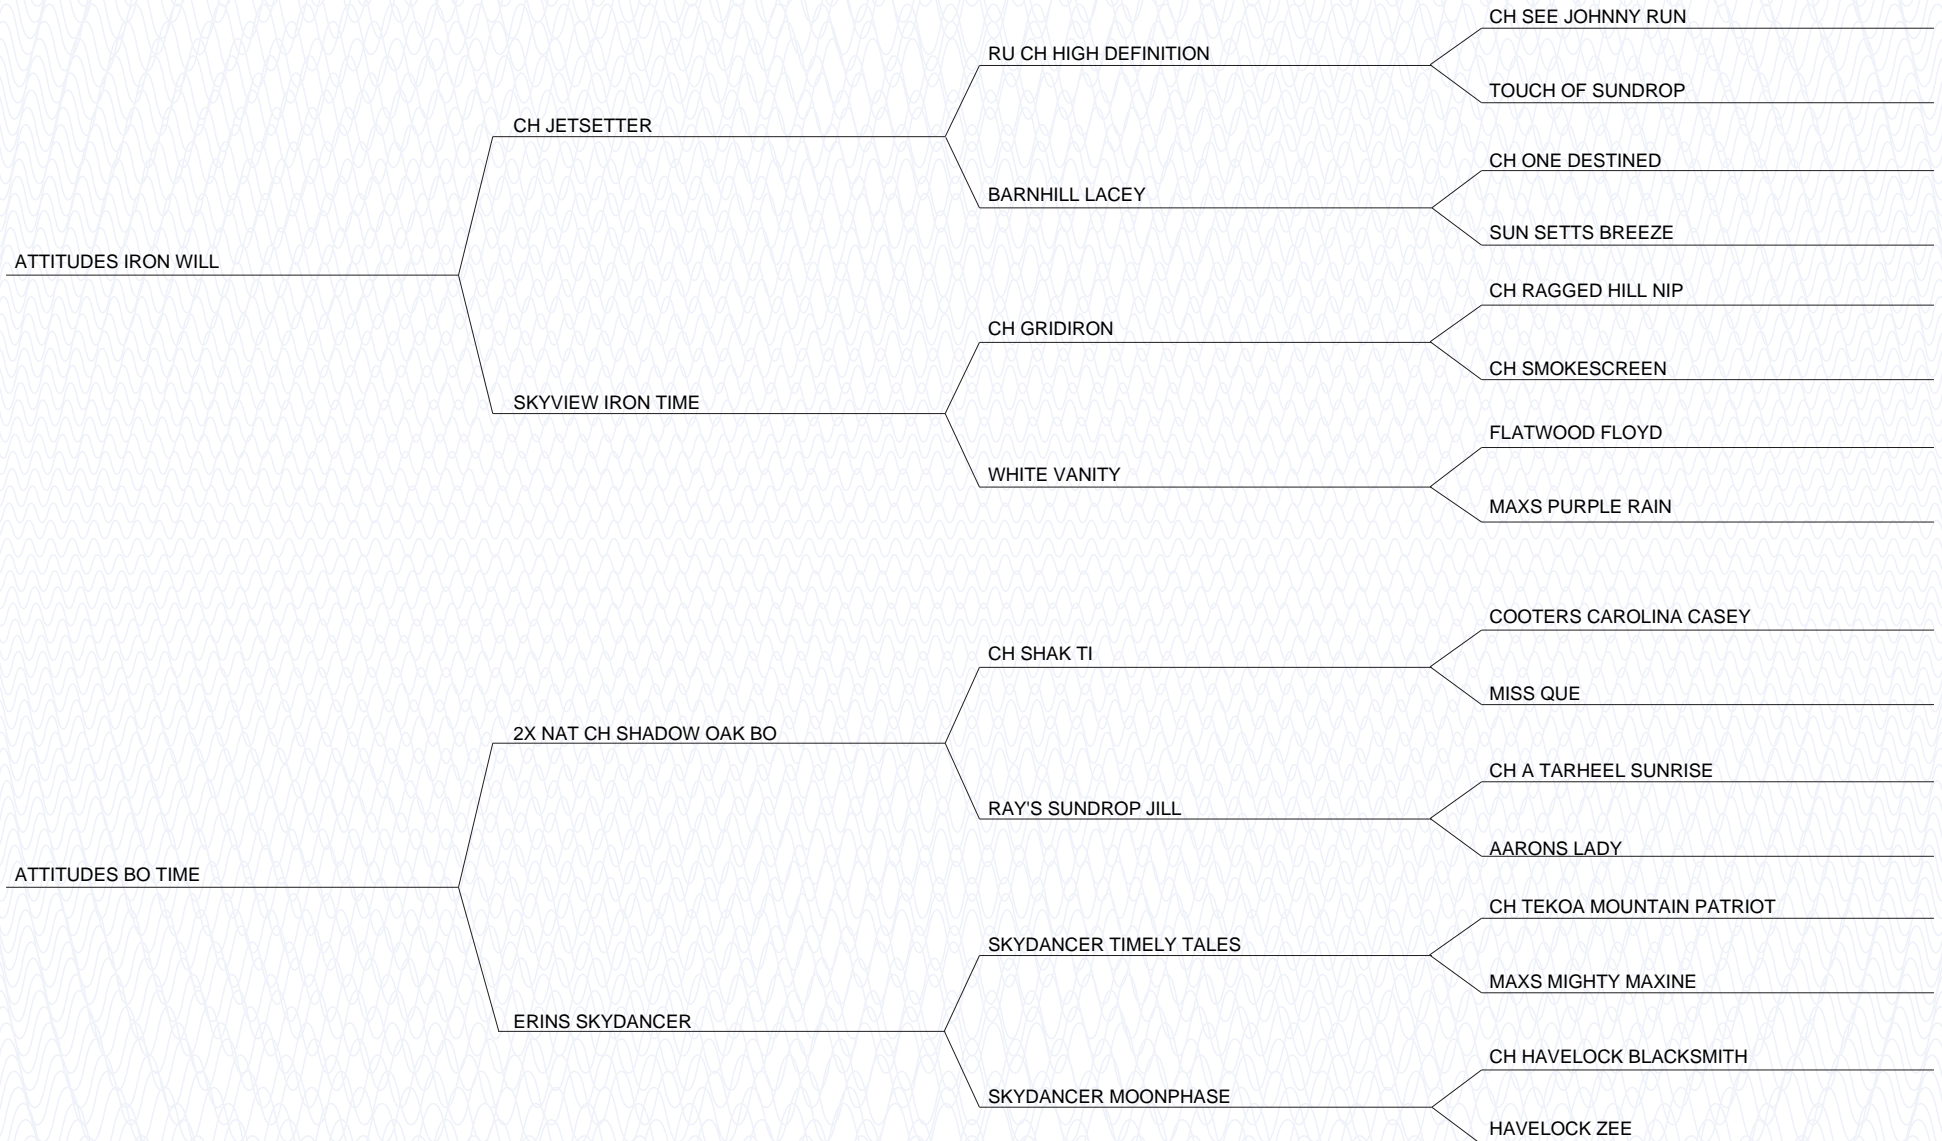 CH SEE JOHNNY RUN
RU CH HIGH DEFINITION
TOUCH OF SUNDROP
CH JETSETTER
CH ONE DESTINED
BARNHILL LACEY
SUN SETTS BREEZE
ATTITUDES IRON WILL
CH RAGGED HILL NIP
CH GRIDIRON
CH SMOKESCREEN
SKYVIEW IRON TIME
FLATWOOD FLOYD
WHITE VANITY
MAXS PURPLE RAIN
COOTERS CAROLINA CASEY
CH SHAK TI
MISS QUE
2X NAT CH SHADOW OAK BO
CH A TARHEEL SUNRISE
RAY'S SUNDROP JILL
AARONS LADY
ATTITUDES BO TIME
CH TEKOA MOUNTAIN PATRIOT
SKYDANCER TIMELY TALES
MAXS MIGHTY MAXINE
ERINS SKYDANCER
CH HAVELOCK BLACKSMITH
SKYDANCER MOONPHASE
HAVELOCK ZEE